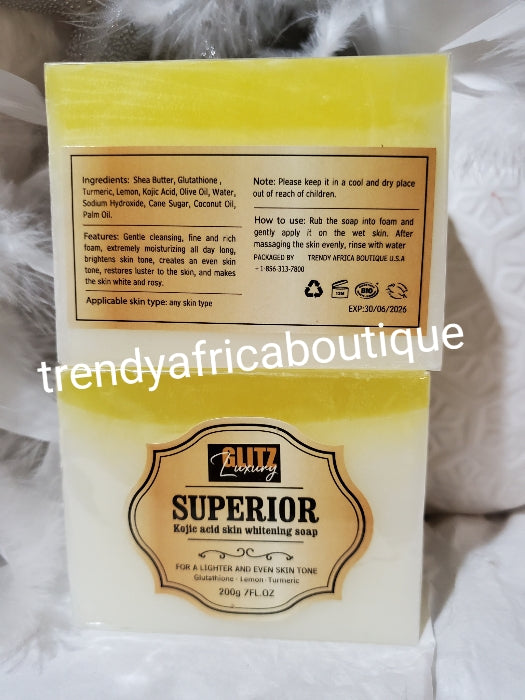 Ingredients: Shea Butter, Glutathione ,
Turmeric, Lemon, Kojic Acid, Olive Oil, Water,
Sodium Hydroxide, Cane Sugar, Coconut Oil,
Palm Oil.
Features: Gentle cleansing, fine and rich
foam, extremely moisturizing all day long,
brightens skin tone, creates an even skin
tone, restores luster to the skin, and makes
the skin white and rosy.
Applicable skin type: any skin type
Note: Please keep it in a cool and dry place
out of reach of children.
How to use: Rub the soap into foam and
gently apply it on the wet skin. After
massaging the skin evenly, rinse with water
PACKAGED BY TRENDY AFRICA BOUTIQUE U.S.A
+1-856-313-7800
12M
BIO
EXP:30/06/2026
trendyafricaboutique
GLITZ
Luxury
SUPERIOR
Kojic acid skin whitening soap
FOR A LIGHTER AND EVEN SKIN TONE
Glutathione · Lemon · Turmeric
200g 7FL.OZ